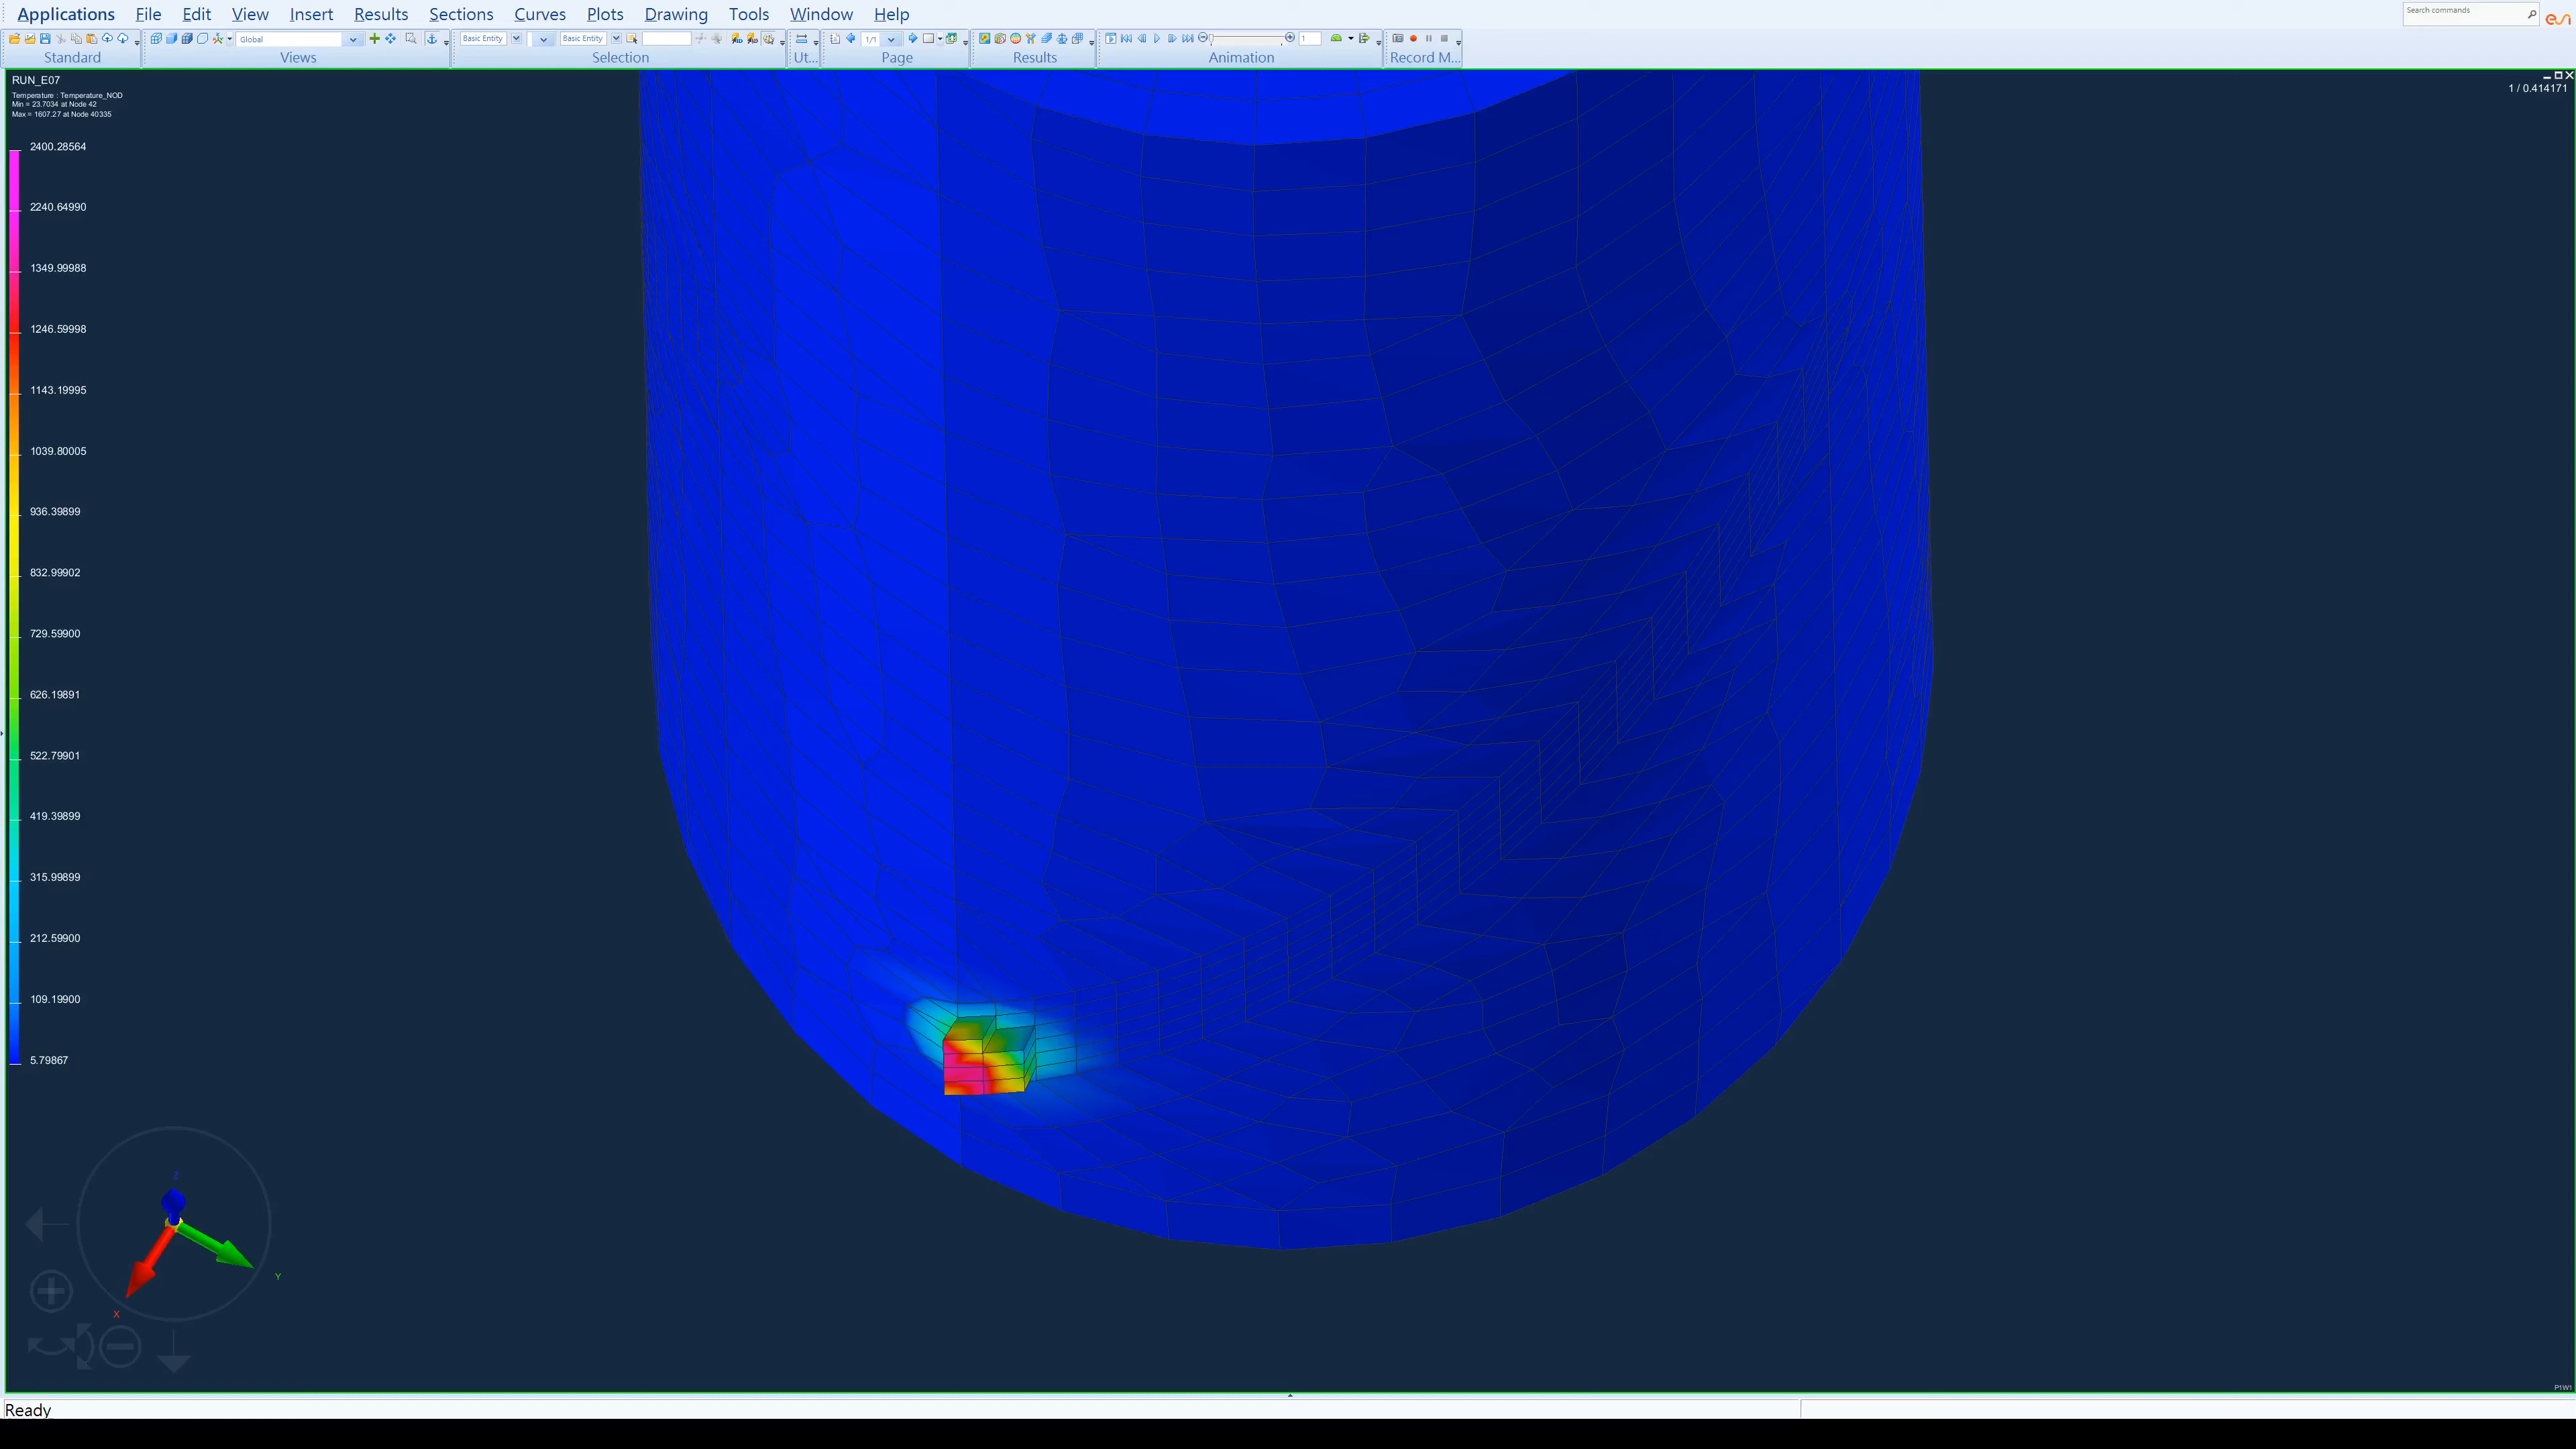 Applications File Edit View Insert Results Sections Curves Plots Drawing Tools Window Help
Search commands
esi
Global
Basic Entity
Basic Entity
1/1
1
Standard Views Selection Ut... Page Results Animation Record M...
RUN_E07
1 / 0.414171
Temperature : Temperature_NOD
Min = 23.7034 at Node 42
Max = 1607.27 at Node 40335
2400.28564
2240.64990
1349.99988
1246.59998
1143.19995
1039.80005
936.39899
832.99902
729.59900
626.19891
522.79901
419.39899
315.99899
212.59900
109.19900
5.79867
Z
Y
X
P1W1
Ready